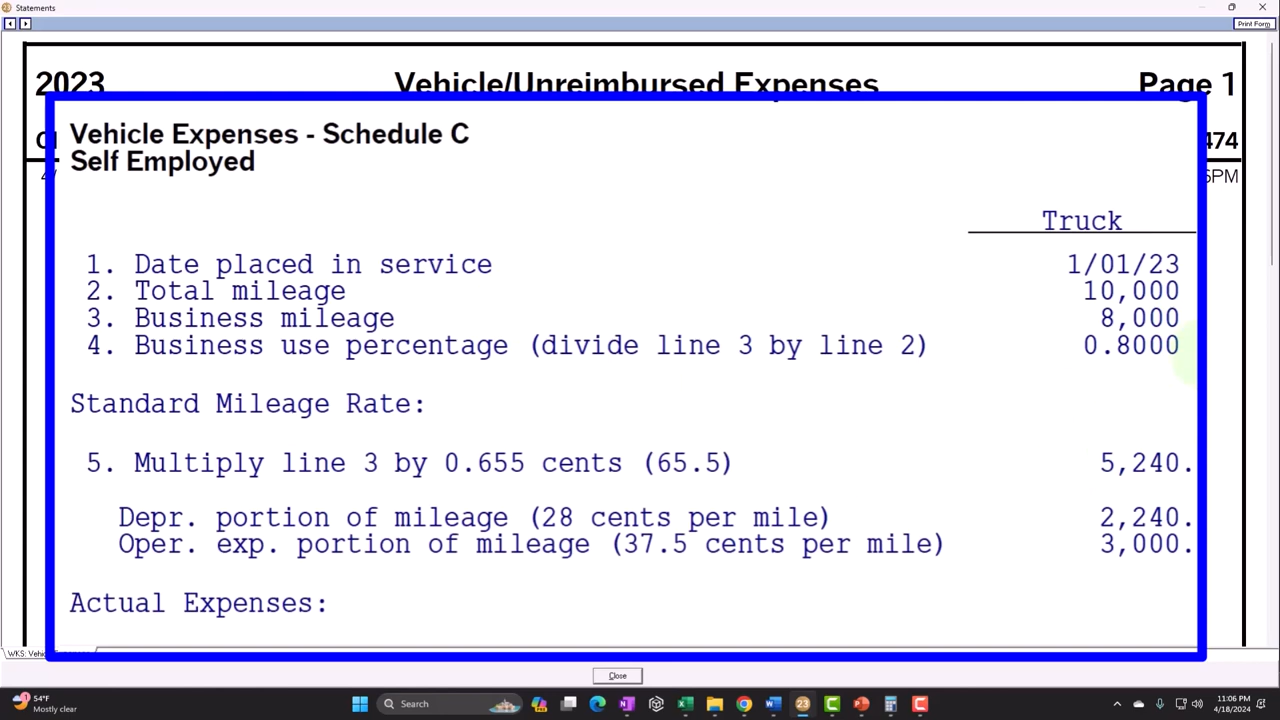 Statements
Print Form
2023 Vehicle/Unreimbursed Expenses Page 1
474
6PM
Vehicle Expenses - Schedule C
Self Employed
Truck
1. Date placed in service 1/01/23
2. Total mileage 10,000
3. Business mileage 8,000
4. Business use percentage (divide line 3 by line 2) 0.8000
Standard Mileage Rate:
5. Multiply line 3 by 0.655 cents (65.5) 5,240.
Depr. portion of mileage (28 cents per mile) 2,240.
Oper. exp. portion of mileage (37.5 cents per mile) 3,000.
Actual Expenses:
WKS: Vehi
Close
54°F
Mostly clear
Search
23
11:06 PM
4/18/2024